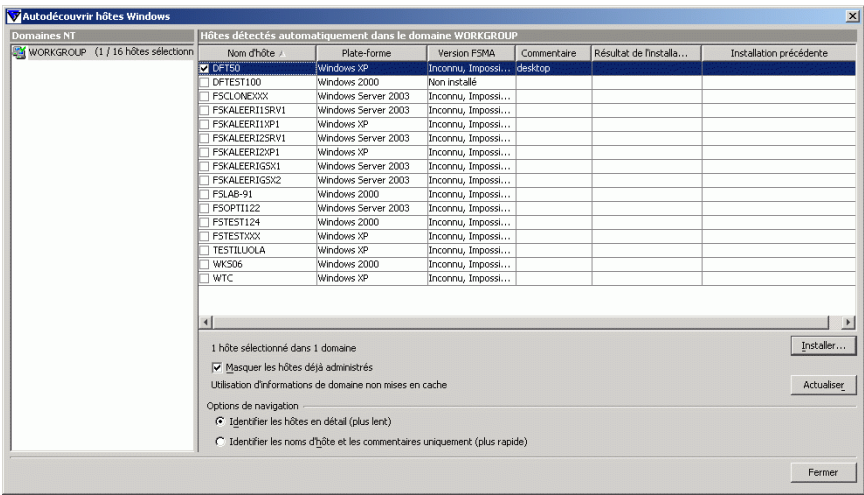 Autodécouvrir hôtes Windows
Domaines NT
WORKGROUP (1 / 16 hôtes sélectionn
Hôtes détectés automatiquement dans le domaine WORKGROUP
Nom d'hôte Plate-forme Version FSMA Commentaire Résultat de l'installa... Installation précédente
DFT50 Windows XP Inconnu, Impossi... desktop
DFTEST100 Windows 2000 Non installé
FSCLONEXXX Windows Server 2003 Inconnu, Impossi...
FSKALEERI1SRV1 Windows Server 2003 Inconnu, Impossi...
FSKALEERI1XP1 Windows XP Inconnu, Impossi...
FSKALEERI2SRV1 Windows Server 2003 Inconnu, Impossi...
FSKALEERI2XP1 Windows XP Inconnu, Impossi...
FSKALEERIGSX1 Windows Server 2003 Inconnu, Impossi...
FSKALEERIGSX2 Windows Server 2003 Inconnu, Impossi...
FSLAB-91 Windows 2000 Inconnu, Impossi...
FSOPTI122 Windows Server 2003 Inconnu, Impossi...
FSTEST124 Windows 2000 Inconnu, Impossi...
FSTESTXXX Windows XP Inconnu, Impossi...
TESTILUOLA Windows XP Inconnu, Impossi...
WKS06 Windows 2000 Inconnu, Impossi...
WTC Windows XP Inconnu, Impossi...
1 hôte sélectionné dans 1 domaine
Installer...
Masquer les hôtes déjà administrés
Utilisation d'informations de domaine non mises en cache
Actualiser
Options de navigation
Identifier les hôtes en détail (plus lent)
Identifier les noms d'hôte et les commentaires uniquement (plus rapide)
Fermer